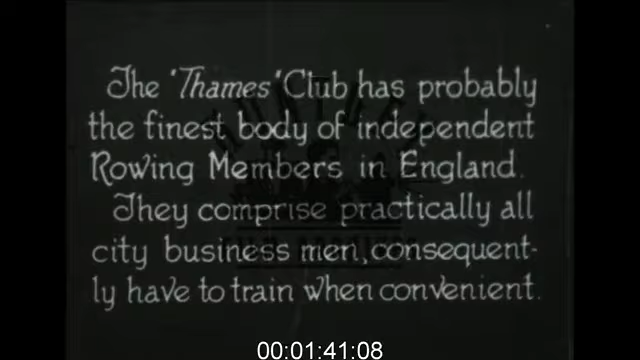 The 'Thames' Club has probably
the finest body of independent
Rowing Members in England.
They comprise practically all
city business men, consequent-
ly have to train when convenient.
00:01:41:08